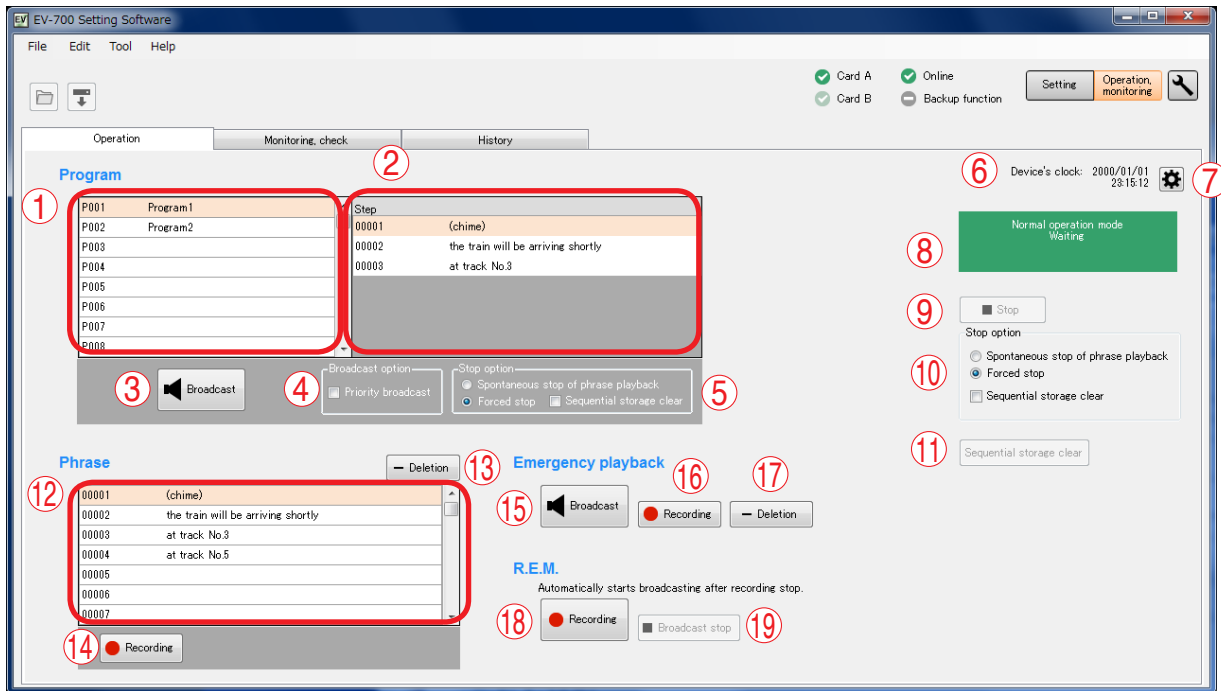 EV EV-700 Setting Software
File Edit Tool Help
Card A Online
Card B Backup function
Setting Operation, monitoring
Operation Monitoring, check History
Program
① ②
P001 Program1
P002 Program2
P003
P004
P005
P006
P007
P008
Step
00001 (chime)
00002 the train will be arriving shortly
00003 at track No.3
③ Broadcast
④ Broadcast option
Priority broadcast
Stop option
Spontaneous stop of phrase playback
Forced stop Sequential storage clear
⑤
⑥ Device's clock: 2000/01/01
23:15:12
⑦
⑧ Normal operation mode
Waiting
⑨ Stop
Stop option
⑩ Spontaneous stop of phrase playback
Forced stop
Sequential storage clear
⑪ Sequential storage clear
Phrase
Deletion ⑬
⑫
00001 (chime)
00002 the train will be arriving shortly
00003 at track No.3
00004 at track No.5
00005
00006
00007
⑭ Recording
Emergency playback
⑮ Broadcast
⑯ Recording
⑰ Deletion
R.E.M.
Automatically starts broadcasting after recording stop.
⑱ Recording
Broadcast stop ⑲